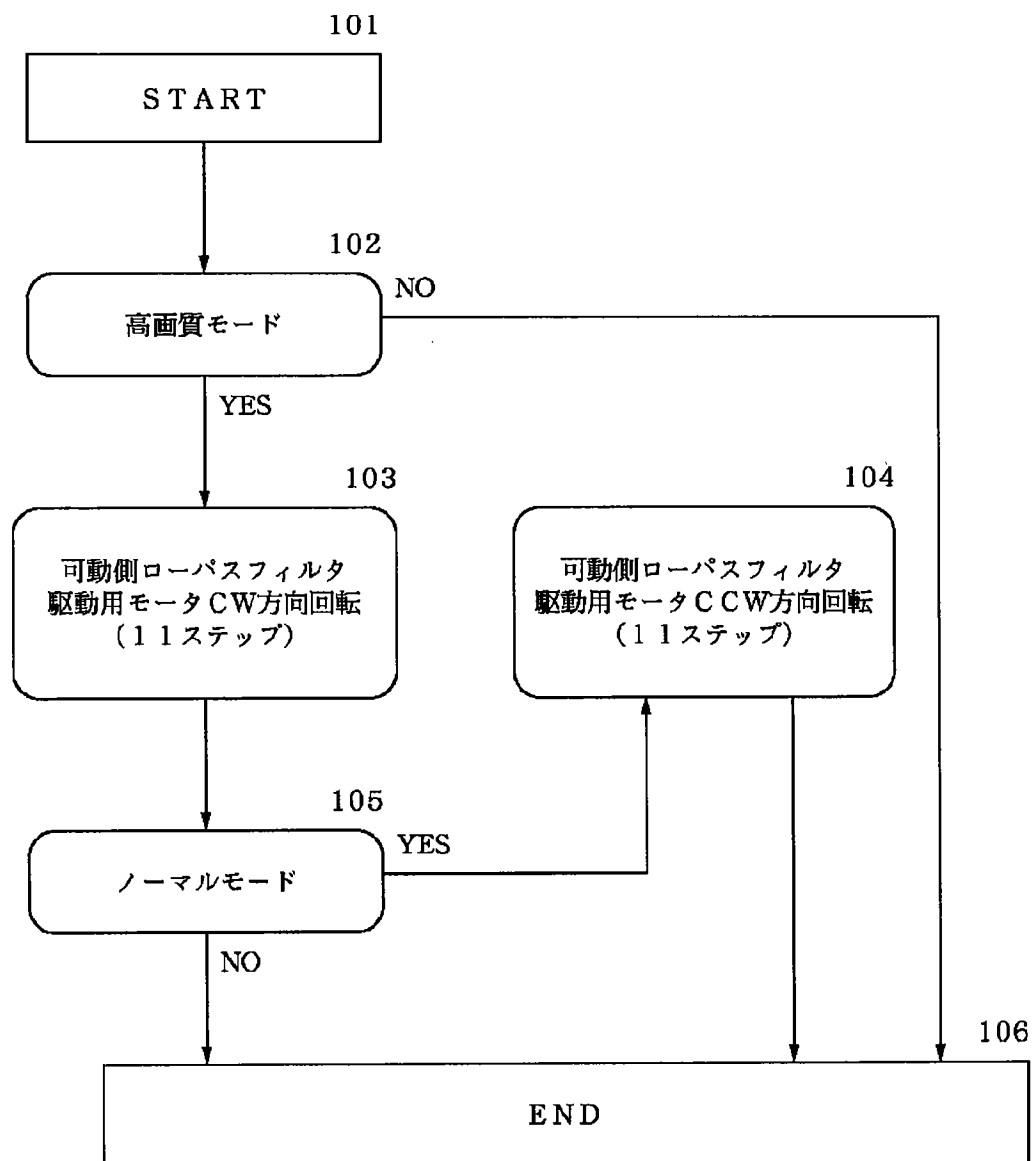 101
START
102
高画質モード
NO
YES
103
可動側ローパスフィルタ
駆動用モータCW方向回転
(11ステップ)
104
可動側ローパスフィルタ
駆動用モータCCW方向回転
(11ステップ)
105
ノーマルモード
YES
NO
106
END